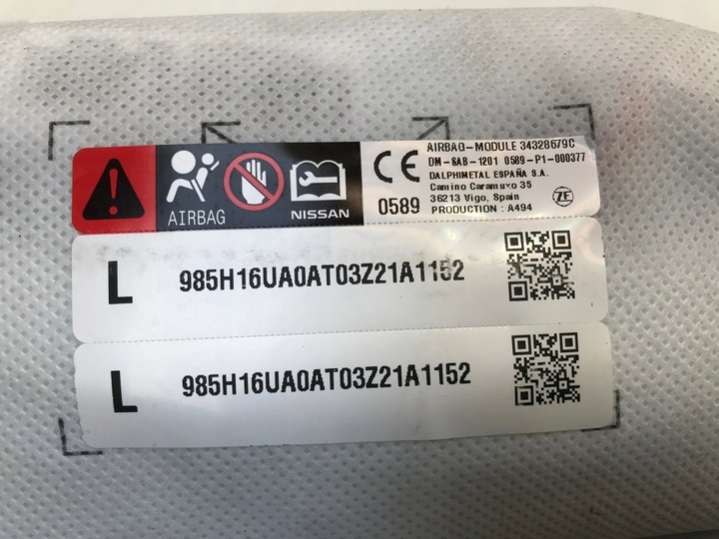 AIRBAG
NISSAN
CE
0589
AIRBAG-MODULE 34328679C
DM-SAB-1201 0589-P1-000377
DALPHIMETAL ESPAÑA S.A.
Camino Caramuxo 35
36213 Vigo, Spain
PRODUCTION : A494
ZF
L 985H16UA0AT03Z21A1152
L 985H16UA0AT03Z21A1152